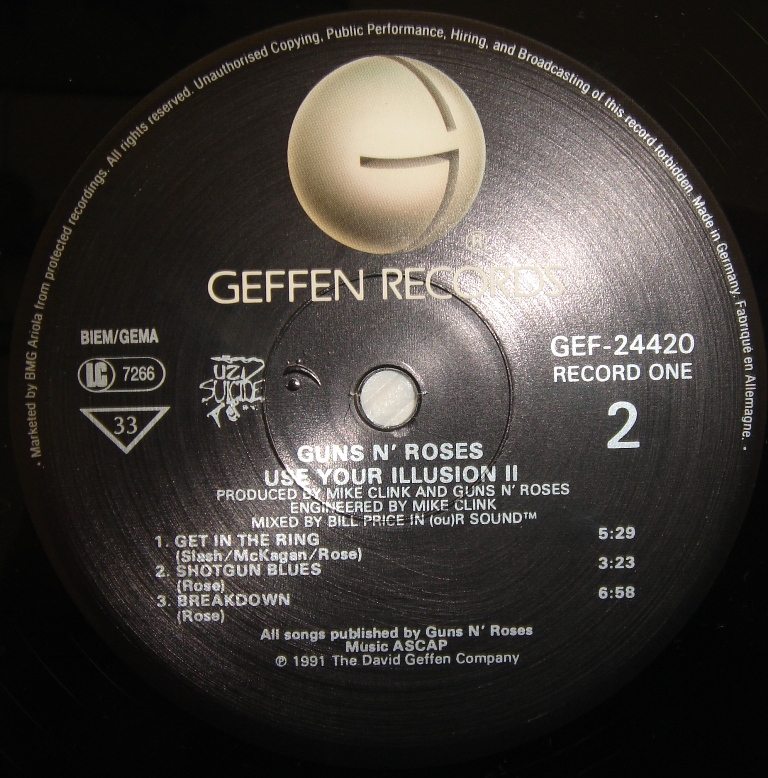 Marketed by BMG Ariola from protected recordings. All rights reserved. Unauthorised Copying, Public Performance, Hiring, and Broadcasting of this record forbidden. Made in Germany. Fabriqué en Allemagne.
®
GEFFEN RECORDS
BIEM/GEMA
LC 7266
33
UZI
SUICIDE
GEF-24420
RECORD ONE
2
GUNS N' ROSES
USE YOUR ILLUSION II
PRODUCED BY MIKE CLINK AND GUNS N' ROSES
ENGINEERED BY MIKE CLINK
MIXED BY BILL PRICE IN (ou)R SOUND™
1. GET IN THE RING 5:29
(Slash/McKagan/Rose)
2. SHOTGUN BLUES 3:23
(Rose)
3. BREAKDOWN 6:58
(Rose)
All songs published by Guns N' Roses
Music ASCAP
℗ 1991 The David Geffen Company